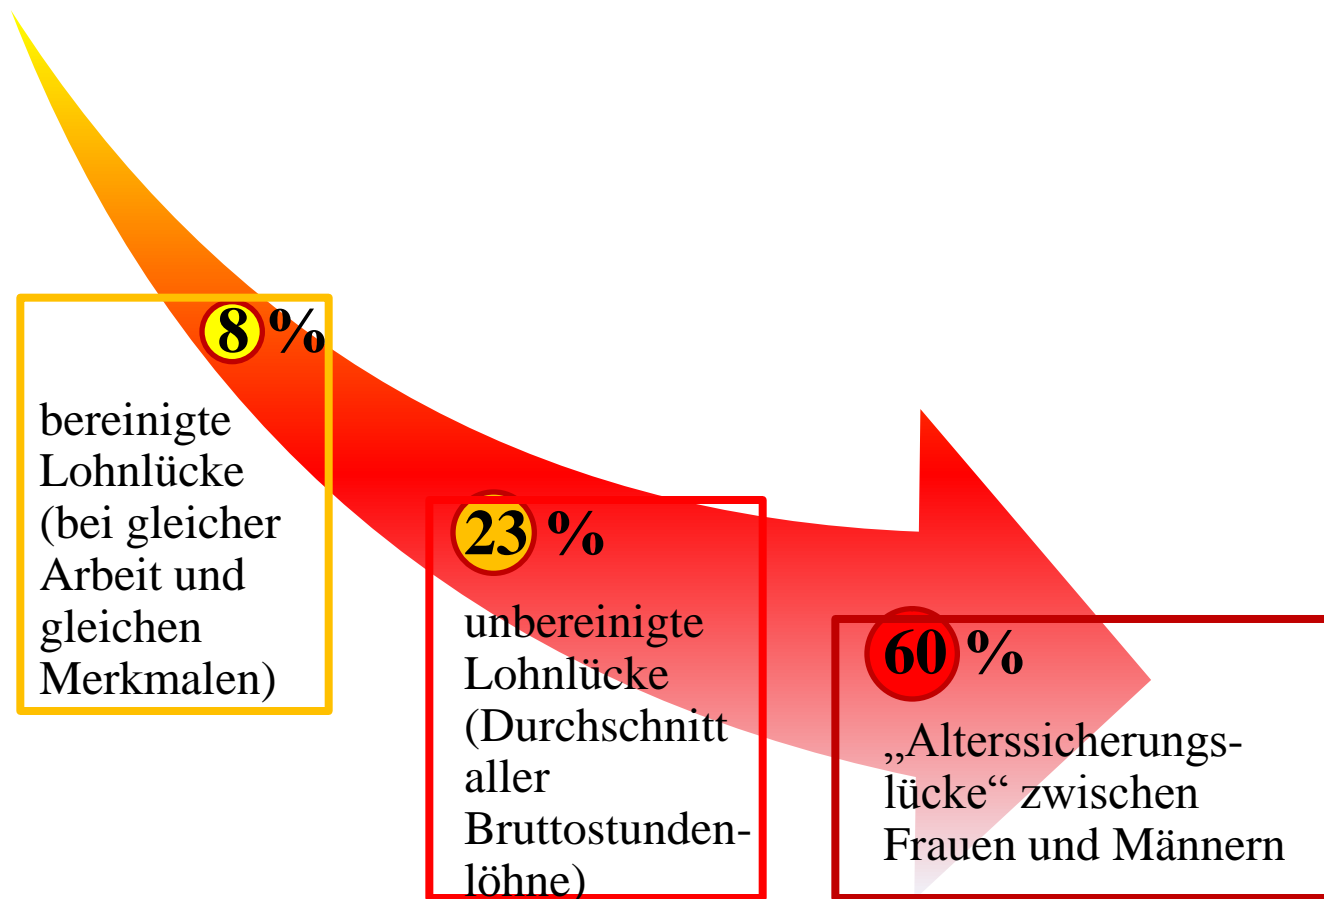 8 %
bereinigte
Lohnlücke
(bei gleicher
Arbeit und
gleichen
Merkmalen)
23 %
unbereinigte
Lohnlücke
(Durchschnitt
aller
Bruttostunden-
löhne)
60 %
„Alterssicherungs-
lücke“ zwischen
Frauen und Männern